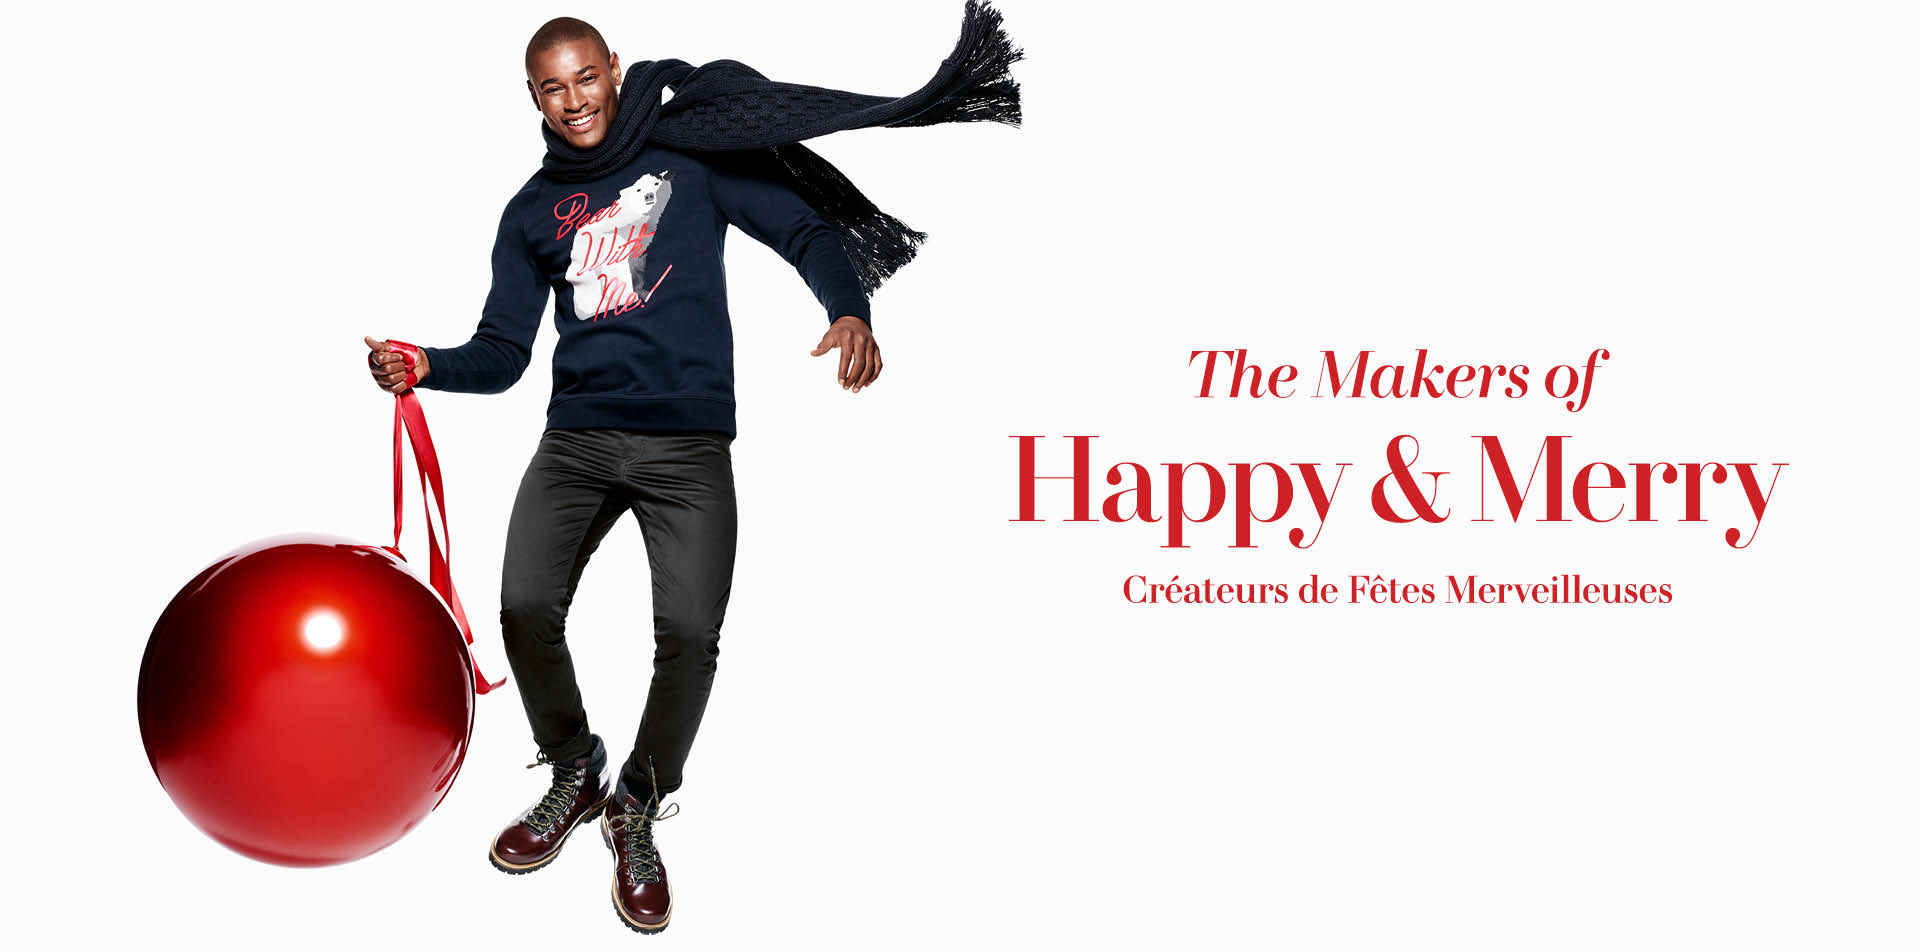 Bear
With
Me!
The Makers of
Happy & Merry
Créateurs de Fêtes Merveilleuses